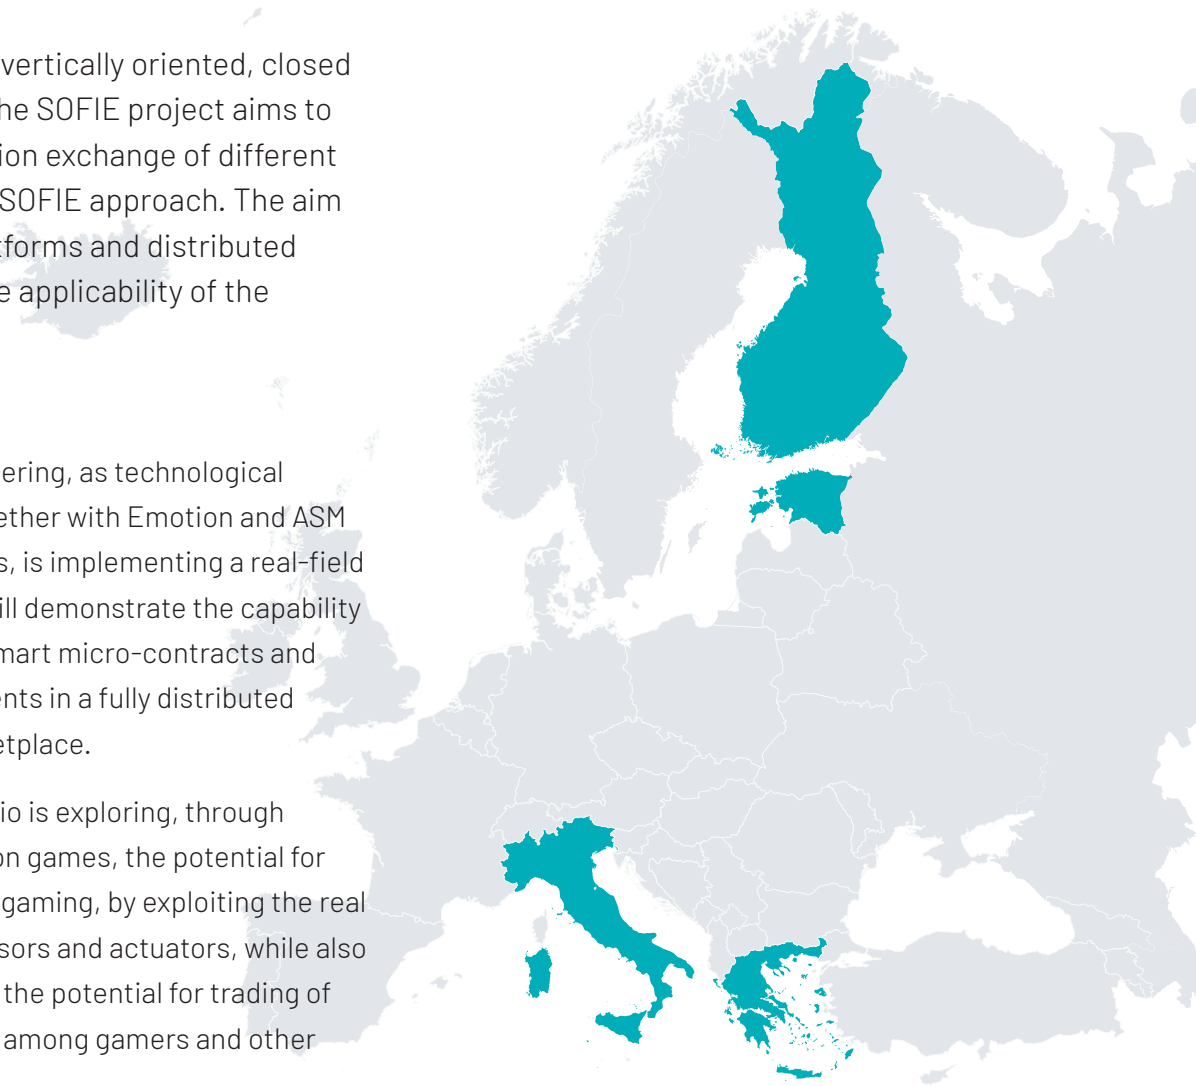 vertically oriented, closed
he SOFIE project aims to
ion exchange of different
SOFIE approach. The aim
tforms and distributed
e applicability of the
ering, as technological
ether with Emotion and ASM
s, is implementing a real-field
ill demonstrate the capability
mart micro-contracts and
ents in a fully distributed
etplace.
io is exploring, through
on games, the potential for
gaming, by exploiting the real
sors and actuators, while also
the potential for trading of
among gamers and other